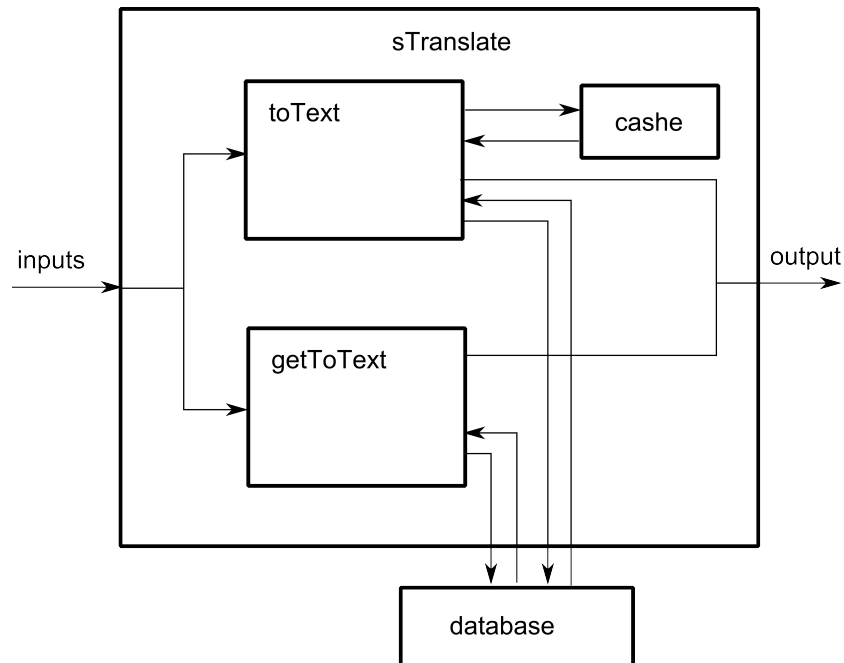 sTranslate
toText
cashe
inputs
output
getToText
database